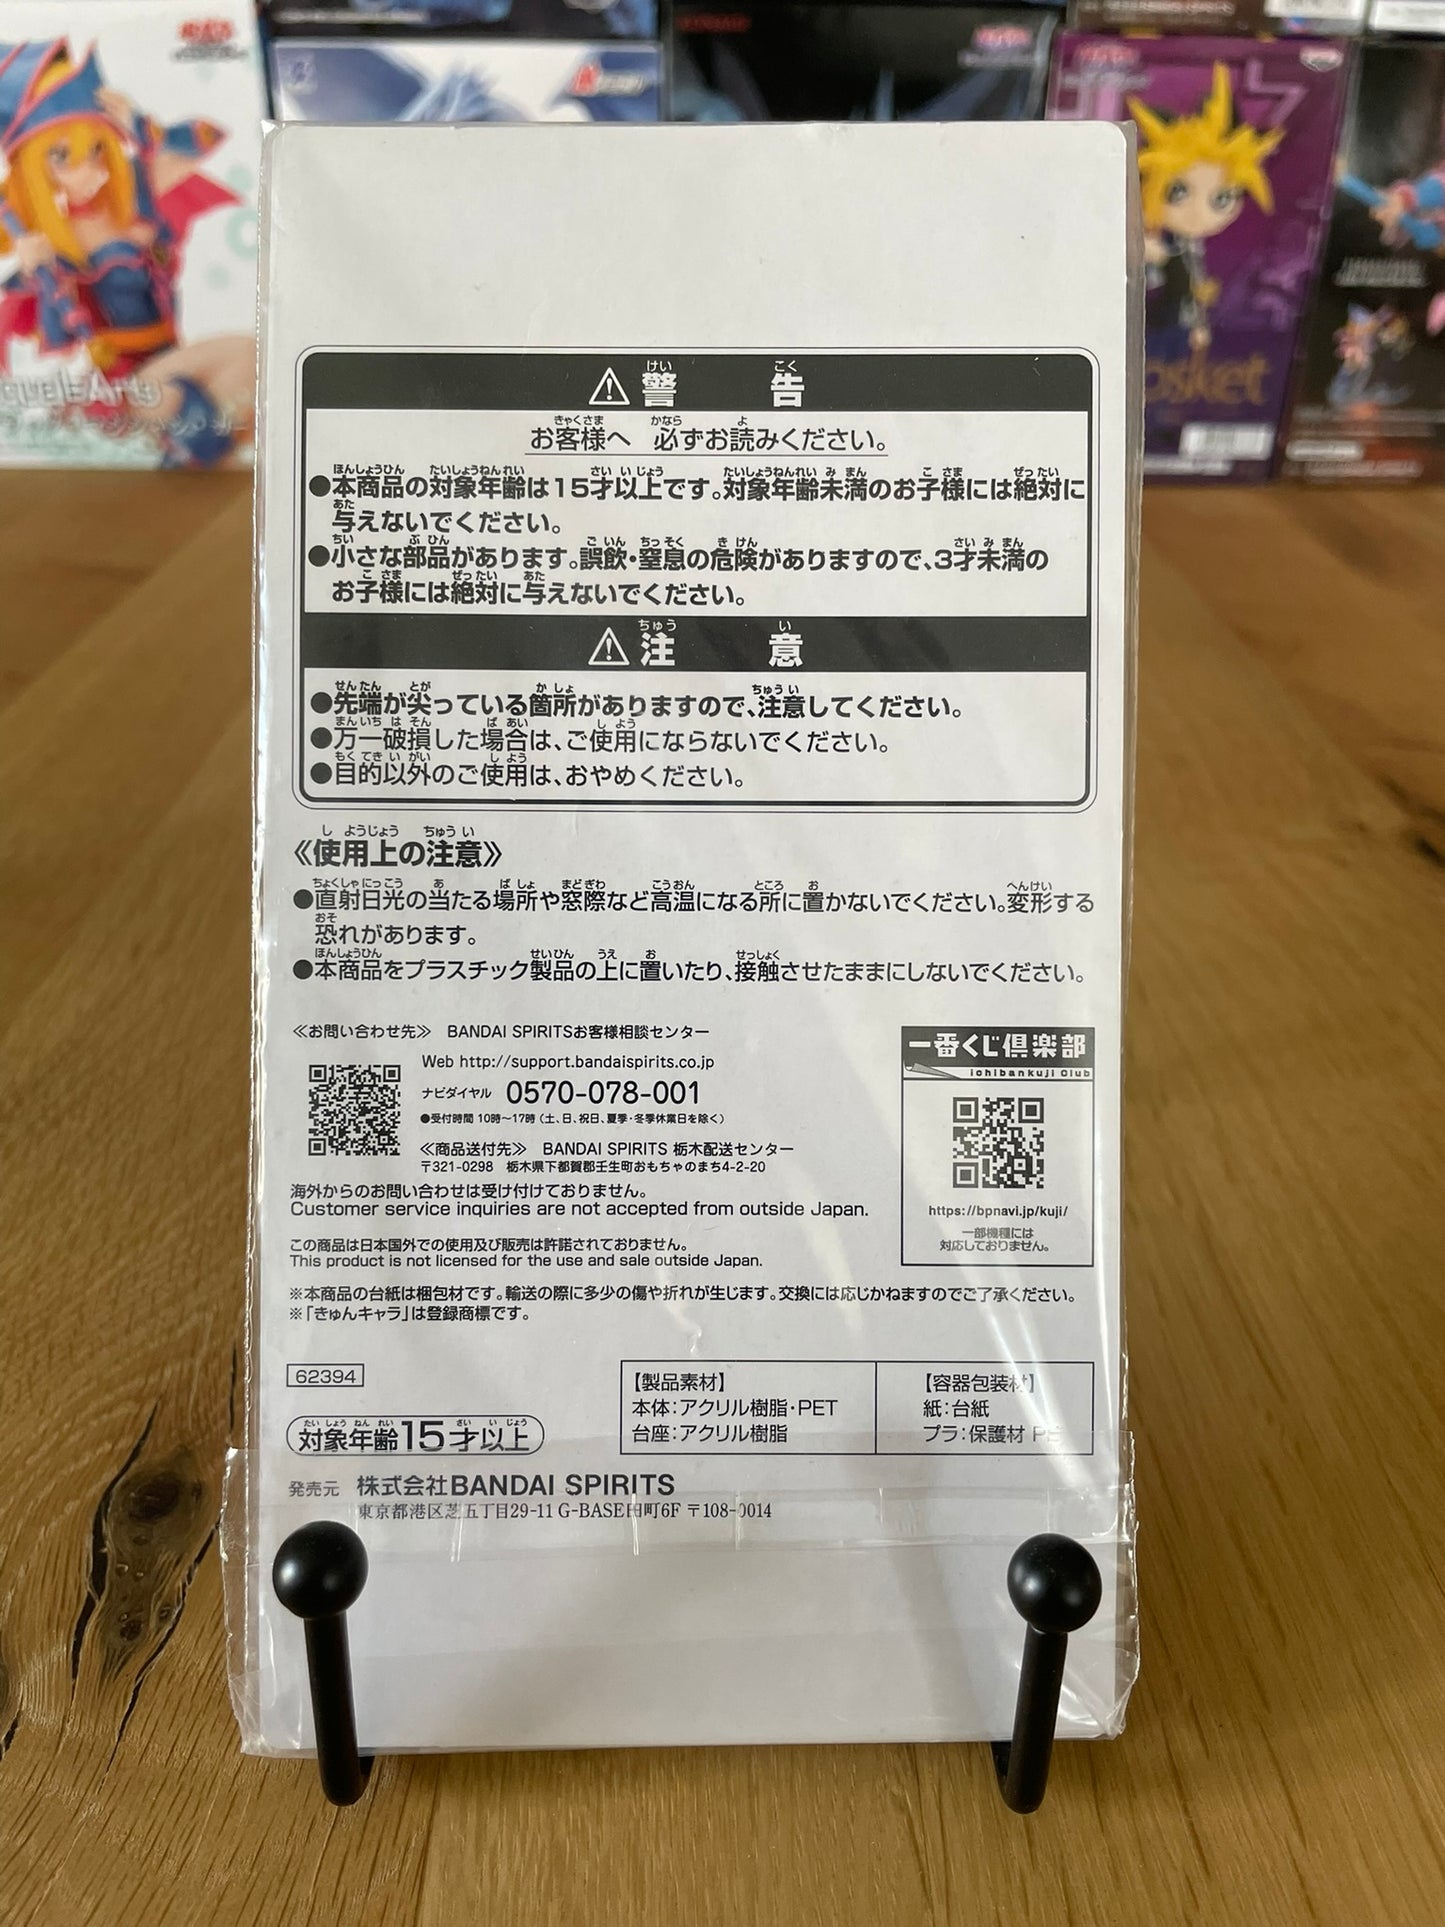 警告
お客様へ 必ずお読みください。
●本商品の対象年齢は15才以上です。対象年齢未満のお子様には絶対に
与えないでください。
●小さな部品があります。誤飲・窒息の危険がありますので、3才未満の
お子様には絶対に与えないでください。
注意
●先端が尖っている箇所がありますので、注意してください。
●万一破損した場合は、ご使用にならないでください。
●目的以外のご使用は、おやめください。
《使用上の注意》
●直射日光の当たる場所や窓際など高温になる所に置かないでください。変形する
恐れがあります。
●本商品をプラスチック製品の上に置いたり、接触させたままにしないでください。
≪お問い合わせ先≫ BANDAI SPIRITSお客様相談センター
Web http://support.bandaispirits.co.jp
ナビダイヤル 0570-078-001
●受付時間 10時～17時（土、日、祝日、夏季・冬季休業日を除く）
≪商品送付先≫ BANDAI SPIRITS 栃木配送センター
〒321-0298 栃木県下都賀郡壬生町おもちゃのまち4-2-20
海外からのお問い合わせは受け付けておりません。
Customer service inquiries are not accepted from outside Japan.
この商品は日本国外での使用及び販売は許諾されておりません。
This product is not licensed for the use and sale outside Japan.
一番くじ倶楽部
ichibankuji Club
https://bpnavi.jp/kuji/
一部機種には
対応しておりません。
※本商品の台紙は梱包材です。輸送の際に多少の傷や折れが生じます。交換には応じかねますのでご了承ください。
※「きゅんキャラ」は登録商標です。
62394
対象年齢15才以上
【製品素材】
本体:アクリル樹脂・PET
台座:アクリル樹脂
【容器包装材】
紙:台紙
プラ:保護材
発売元 株式会社BANDAI SPIRITS
東京都港区芝五丁目29-11 G-BASE田町6F 〒108-0014